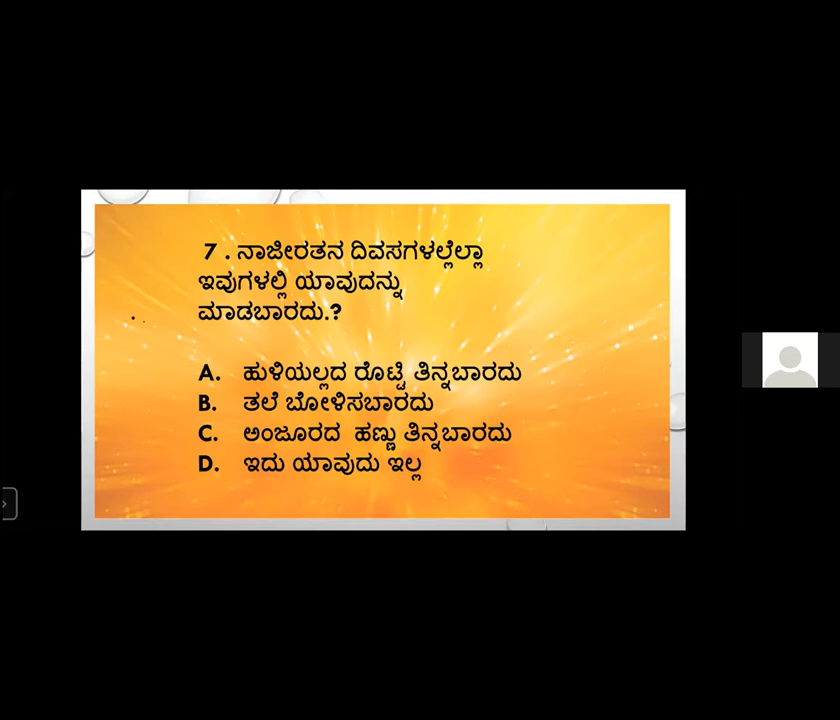 7 . ನಾಜೀರತನ ದಿವಸಗಳಲ್ಲೆಲ್ಲಾ
ಇವುಗಳಲ್ಲಿ ಯಾವುದನ್ನು
ಮಾಡಬಾರದು.?
A. ಹುಳಿಯಲ್ಲದ ರೊಟ್ಟಿ ತಿನ್ನಬಾರದು
B. ತಲೆ ಬೋಳಿಸಬಾರದು
C. ಅಂಜೂರದ ಹಣ್ಣು ತಿನ್ನಬಾರದು
D. ಇದು ಯಾವುದು ಇಲ್ಲ